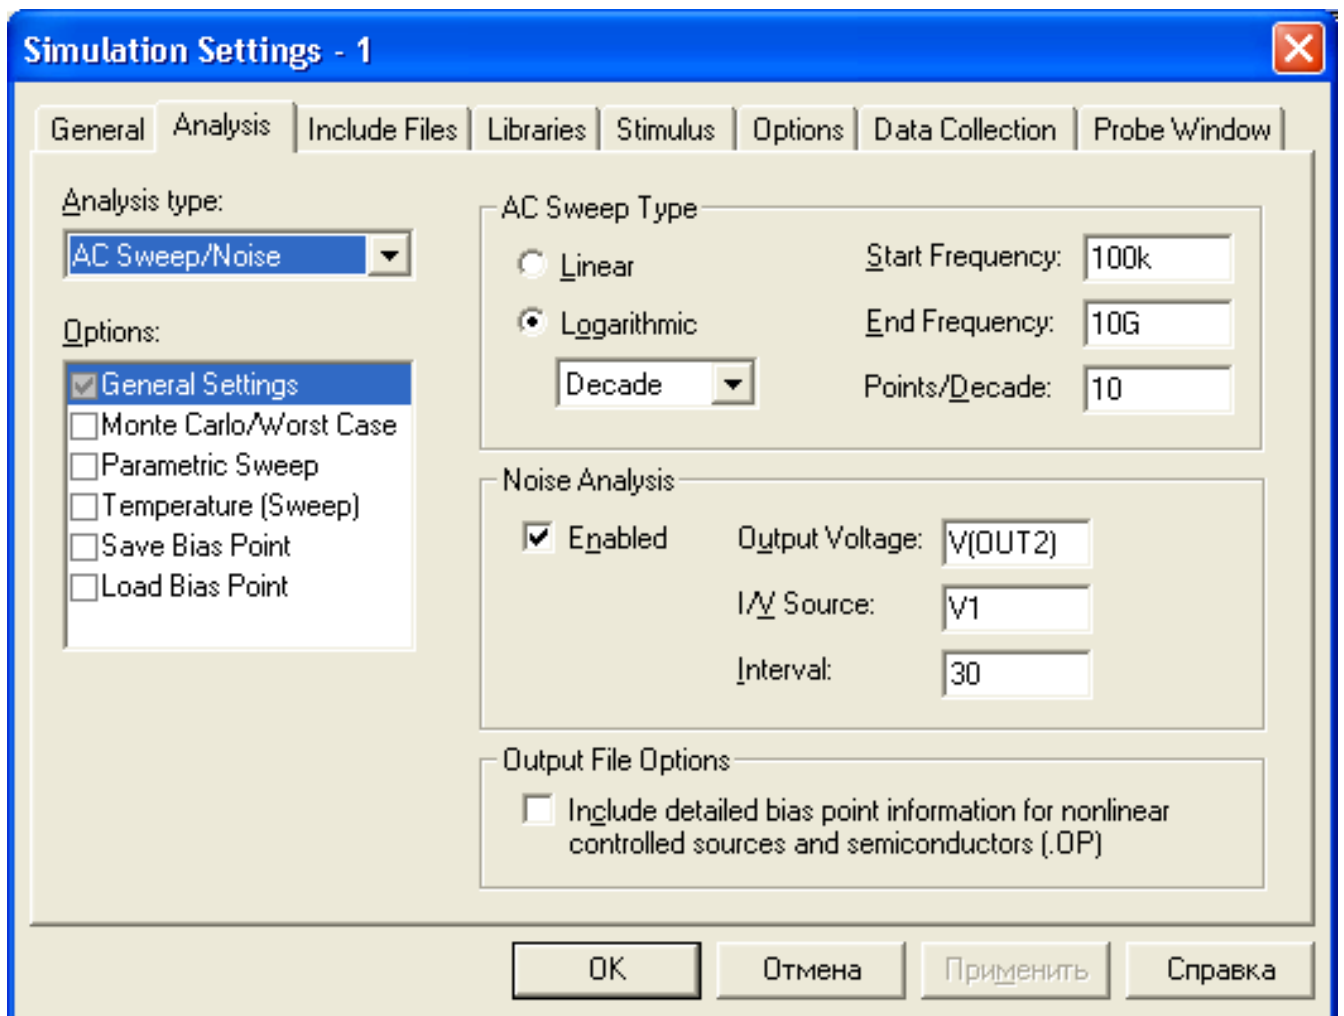 Simulation Settings - 1
General Analysis Include Files Libraries Stimulus Options Data Collection Probe Window
Analysis type:
AC Sweep/Noise
Options:
General Settings
Monte Carlo/Worst Case
Parametric Sweep
Temperature (Sweep)
Save Bias Point
Load Bias Point
AC Sweep Type
Linear
Logarithmic
Decade
Start Frequency: 100k
End Frequency: 10G
Points/Decade: 10
Noise Analysis
Enabled
Output Voltage: V(OUT2)
I/V Source: V1
Interval: 30
Output File Options
Include detailed bias point information for nonlinear
controlled sources and semiconductors (.OP)
OK Отмена Применить Справка